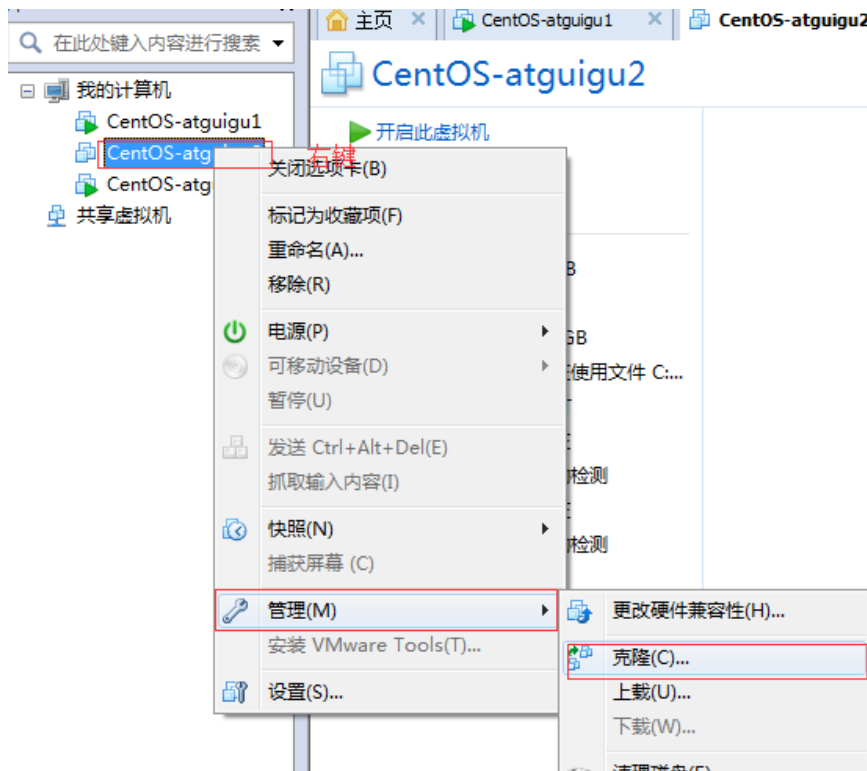 主页
CentOS-atguigu1
CentOS-atguigu2
在此处键入内容进行搜索
CentOS-atguigu2
我的计算机
CentOS-atguigu1
开启此虚拟机
CentOS-atg
右键
关闭选项卡(B)
CentOS-atg
共享虚拟机
标记为收藏项(F)
重命名(A)...
移除(R)
B
电源(P)
GB
可移动设备(D)
使用文件 C:...
暂停(U)
发送 Ctrl+Alt+Del(E)
抓取输入内容(I)
检测
快照(N)
捕获屏幕 (C)
检测
管理(M)
更改硬件兼容性(H)...
安装 VMware Tools(T)...
克隆(C)...
设置(S)...
上载(U)...
下载(W)...